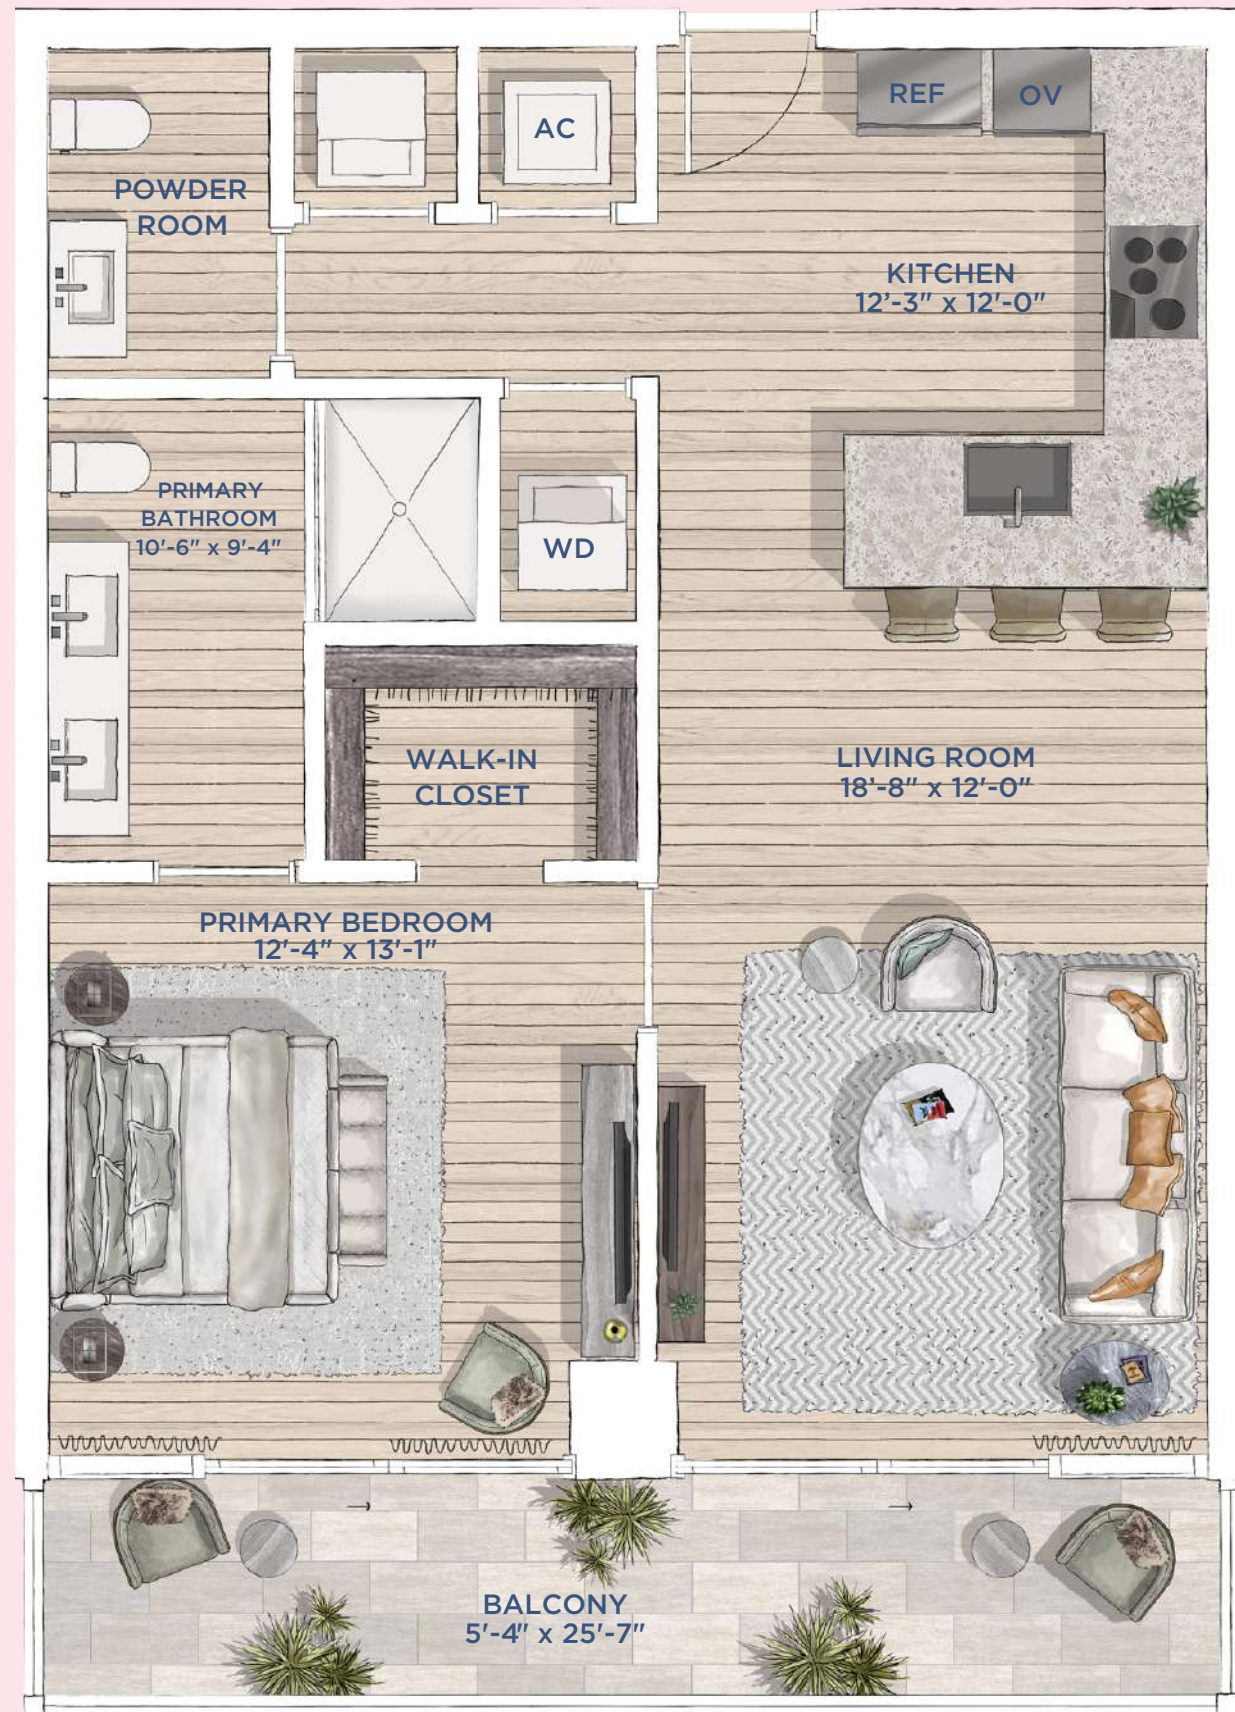 REF
OV
AC
POWDER
ROOM
KITCHEN
12'-3" x 12'-0"
PRIMARY
BATHROOM
10'-6" x 9'-4"
WD
WALK-IN
CLOSET
LIVING ROOM
18'-8" x 12'-0"
PRIMARY BEDROOM
12'-4" x 13'-1"
BALCONY
5'-4" x 25'-7"